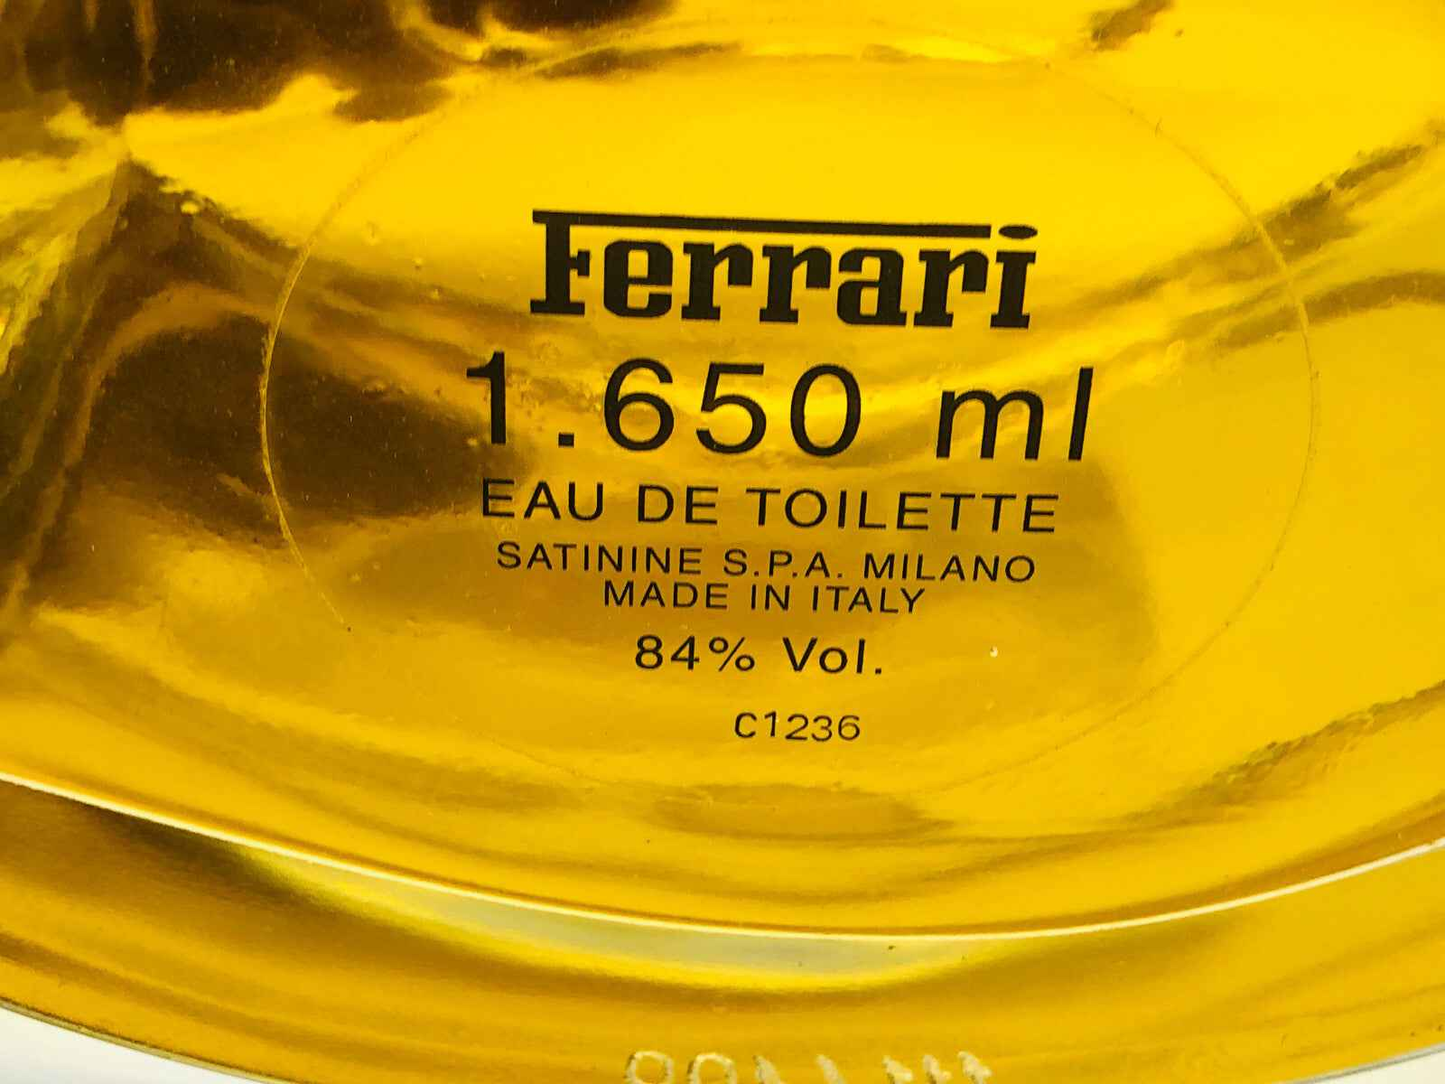 Ferrari
1.650 ml
EAU DE TOILETTE
SATININE S.P.A. MILANO
MADE IN ITALY
84% Vol.
C1236